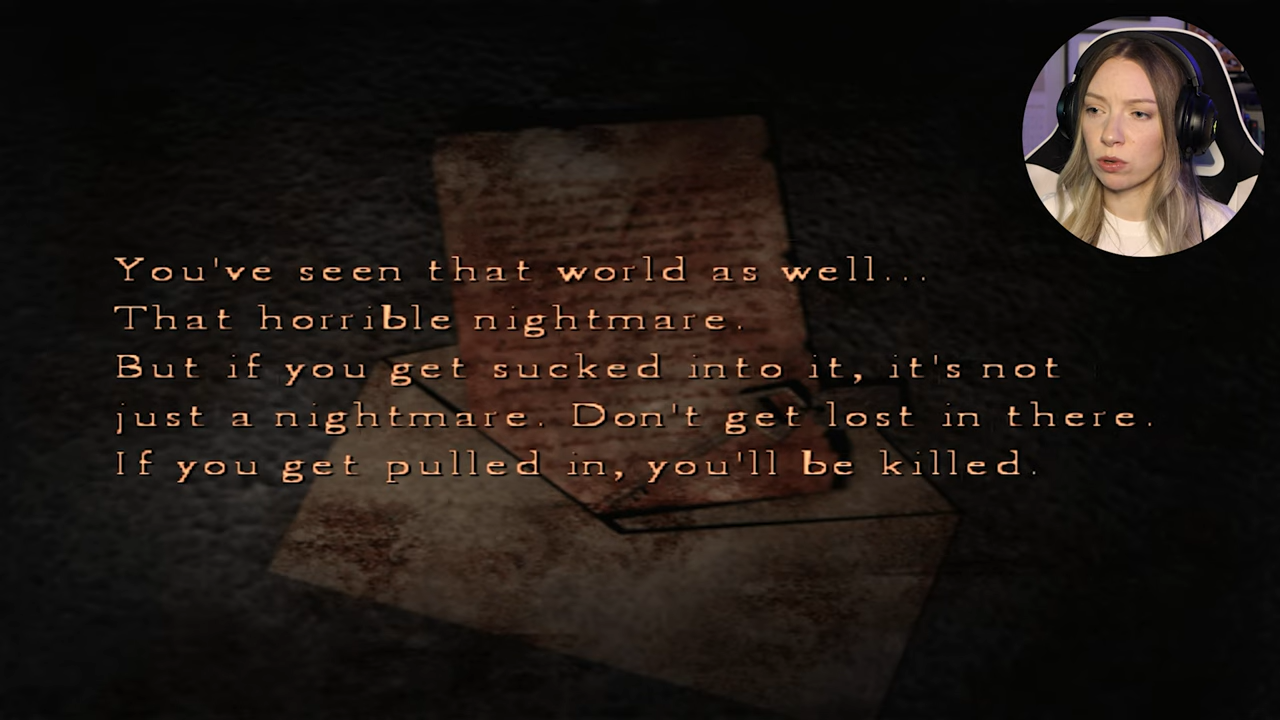 You've seen that world as well...
That horrible nightmare.
But if you get sucked into it, it's not
just a nightmare. Don't get lost in there.
If you get pulled in, you'll be killed.